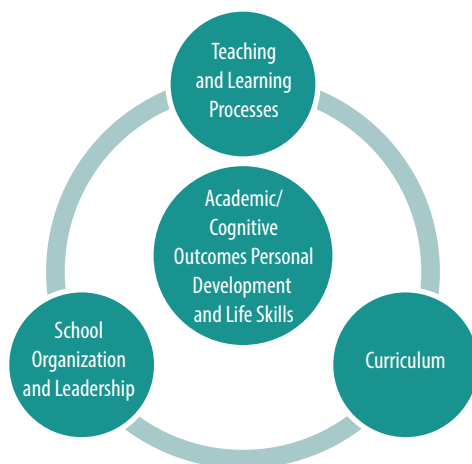 Teaching
and Learning
Processes
Academic/
Cognitive
Outcomes Personal
Development
and Life Skills
School
Organization
and Leadership
Curriculum